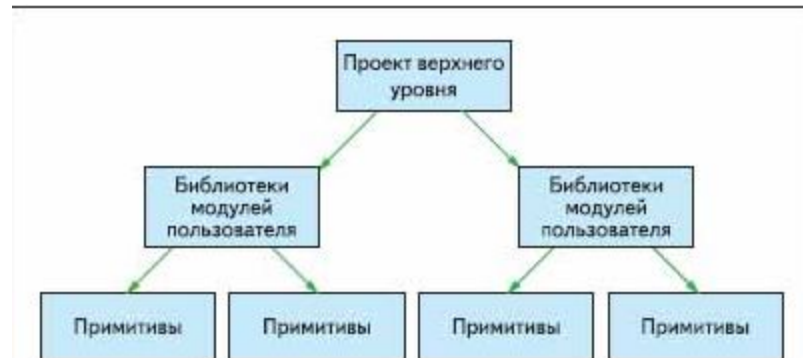 Проект верхнего
уровня
Библиотеки
модулей
пользователя
Библиотеки
модулей
пользователя
Примитивы
Примитивы
Примитивы
Примитивы